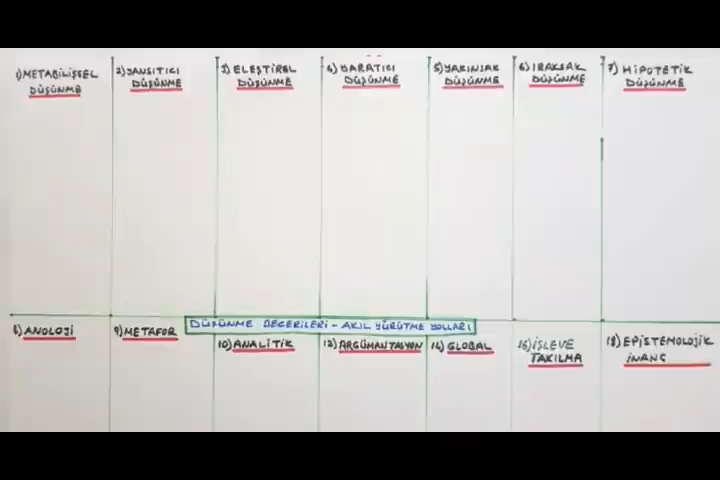 1) METABİLİŞSEL
DÜŞÜNME
2) YANSITICI
DÜŞÜNME
3) ELEŞTİREL
DÜŞÜNME
4) YARATICI
DÜŞÜNME
5) YAKINSAK
DÜŞÜNME
6) IRAKSAK
DÜŞÜNME
7) HİPOTETİK
DÜŞÜNME
DÜŞÜNME BECERİLERİ - AKIL YÜRÜTME YOLLARI
8) ANOLOJİ
9) METAFOR
10) ANALİTİK
12) ARGÜMANTASYON
14) GLOBAL
16) İŞLEVE
TAKILMA
18) EPİSTEMOLOJİK
İNANÇ